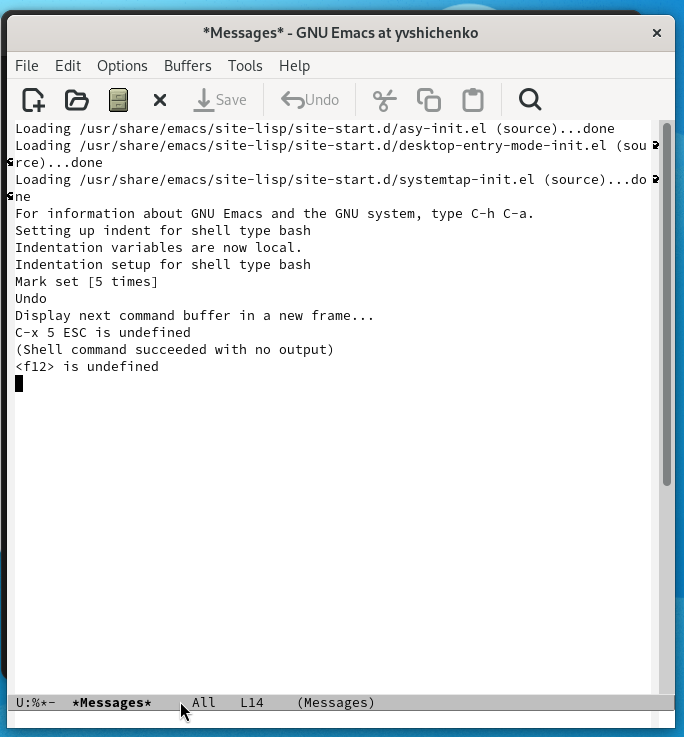 *Messages* - GNU Emacs at yvshichenko
File Edit Options Buffers Tools Help
Save Undo
Loading /usr/share/emacs/site-lisp/site-start.d/asy-init.el (source)...done
Loading /usr/share/emacs/site-lisp/site-start.d/desktop-entry-mode-init.el (sou
rce)...done
Loading /usr/share/emacs/site-lisp/site-start.d/systemtap-init.el (source)...do
ne
For information about GNU Emacs and the GNU system, type C-h C-a.
Setting up indent for shell type bash
Indentation variables are now local.
Indentation setup for shell type bash
Mark set [5 times]
Undo
Display next command buffer in a new frame...
C-x 5 ESC is undefined
(Shell command succeeded with no output)
<f12> is undefined
U:%*- *Messages* All L14 (Messages)